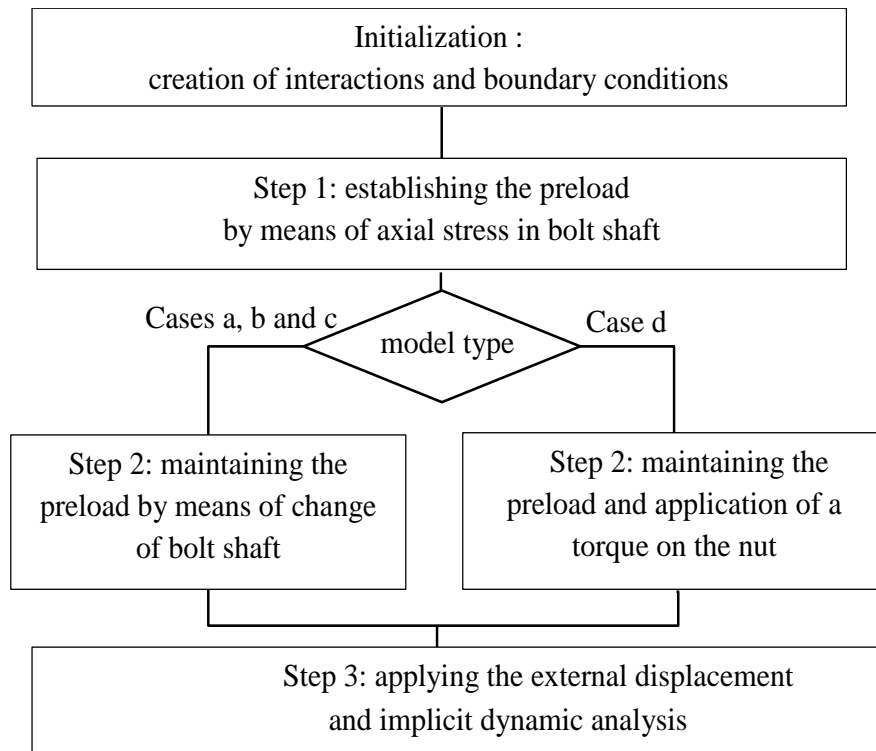 Initialization :
creation of interactions and boundary conditions
Step 1: establishing the preload
by means of axial stress in bolt shaft
Cases a, b and c
model type
Case d
Step 2: maintaining the
preload by means of change
of bolt shaft
Step 2: maintaining the
preload and application of a
torque on the nut
Step 3: applying the external displacement
and implicit dynamic analysis